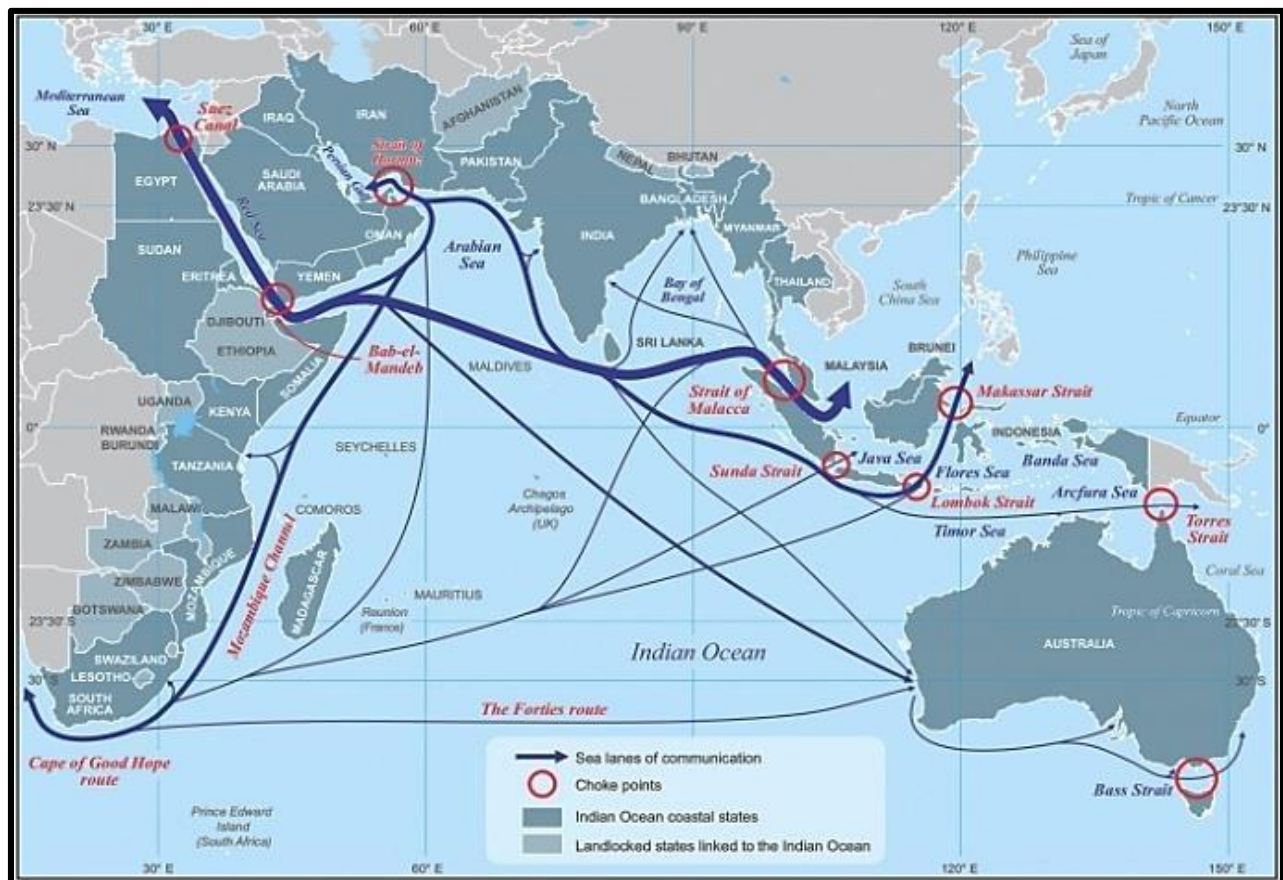 30° E
60° E
90° E
120° E
150° E
Sea of
Japan
Mediterranean
Sea
Suez
Canal
IRAQ
IRAN
AFGHANISTAN
North
Pacific Ocean
30° N
30° N
Strait of
Hormuz
Persian Gulf
PAKISTAN
NEPAL
BHUTAN
EGYPT
SAUDI
ARABIA
BANGLADESH
23°30' N
23°30' N
Tropic of Cancer
Red Sea
OMAN
INDIA
MYANMAR
SUDAN
Arabian
Sea
ERITREA
YEMEN
THAILAND
Philippine
Sea
Bay of
Bengal
South
China Sea
DJIBOUTI
ETHIOPIA
Bab-el-
Mandeb
SOMALIA
SRI LANKA
MALDIVES
BRUNEI
MALAYSIA
Strait of
Malacca
Makassar Strait
UGANDA
KENYA
Equator
0°
0°
RWANDA
BURUNDI
SEYCHELLES
INDONESIA
TANZANIA
Sunda Strait
Java Sea
Flores Sea
Banda Sea
Chagos
Archipelago
(UK)
Lombok Strait
Arcfura Sea
MALAWI
COMOROS
Timor Sea
Torres
Strait
ZAMBIA
Mozambique Channel
MOZAMBIQUE
MADAGASCAR
ZIMBABWE
Coral Sea
MAURITIUS
Reunion
(France)
BOTSWANA
Tropic of Capricorn
23°30' S
23°30' S
AUSTRALIA
SWAZILAND
Indian Ocean
LESOTHO
30° S
30° S
SOUTH
AFRICA
The Forties route
Cape of Good Hope
route
Sea lanes of communication
Choke points
Bass Strait
Prince Edward
Island
(South Africa)
Indian Ocean coastal states
Landlocked states linked to the Indian Ocean
30° E
60° E
90° E
120° E
150° E